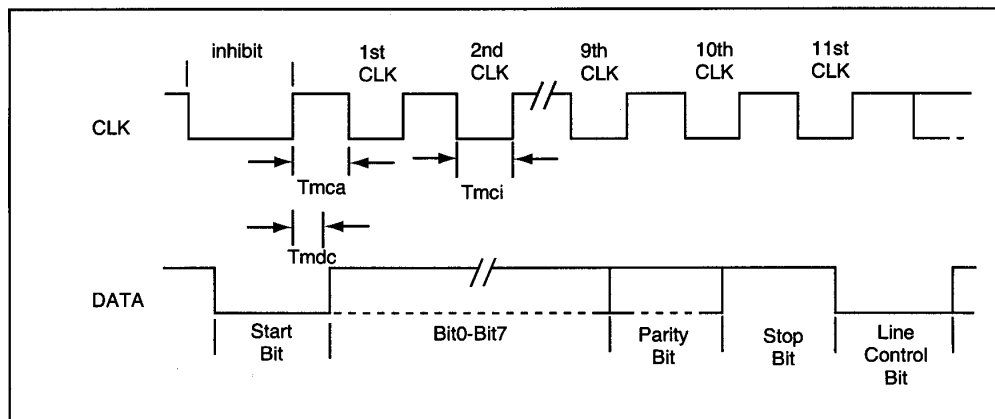 inhibit
1st CLK
2nd CLK
9th CLK
10th CLK
11st CLK
CLK
Tmca
Tmci
Tmdc
DATA
Start Bit
Bit0-Bit7
Parity Bit
Stop Bit
Line Control Bit